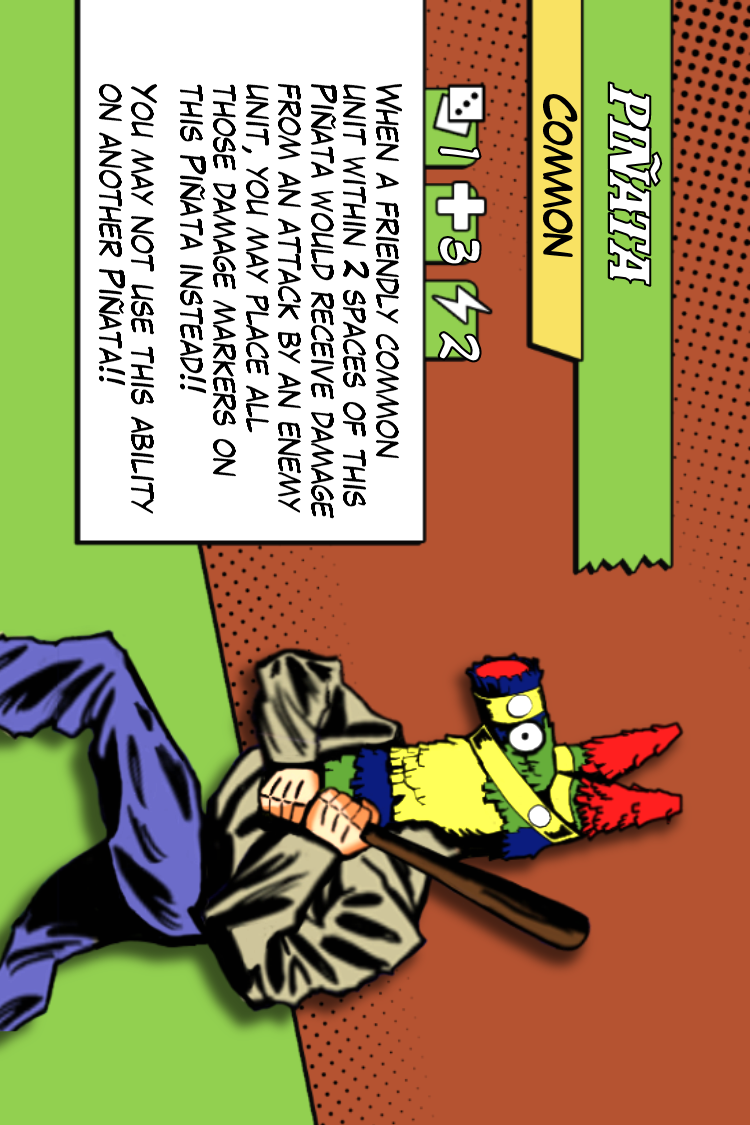 PIÑATA
COMMON
1 3 2
WHEN A FRIENDLY COMMON
UNIT WITHIN 2 SPACES OF THIS
PIÑATA WOULD RECEIVE DAMAGE
FROM AN ATTACK BY AN ENEMY
UNIT, YOU MAY PLACE ALL
THOSE DAMAGE MARKERS ON
THIS PIÑATA INSTEAD!!
YOU MAY NOT USE THIS ABILITY
ON ANOTHER PIÑATA!!